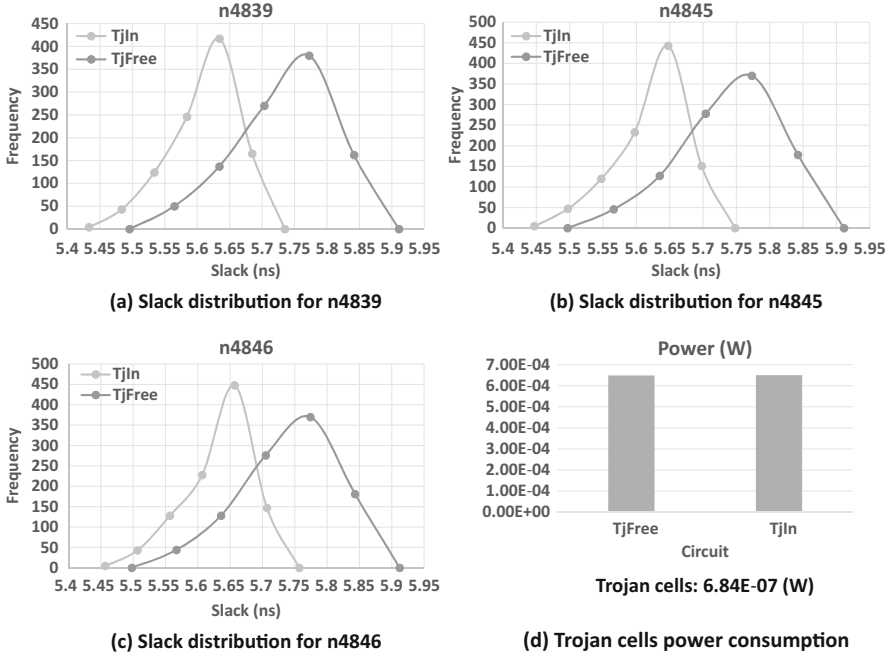 n4839
450
400
350
300
250
200
150
100
50
0
Frequency
TjIn
TjFree
5.4 5.45 5.5 5.55 5.6 5.65 5.7 5.75 5.8 5.85 5.9 5.95
Slack (ns)
(a) Slack distribution for n4839
n4845
500
450
400
350
300
250
200
150
100
50
0
Frequency
TjIn
TjFree
5.4 5.45 5.5 5.55 5.6 5.65 5.7 5.75 5.8 5.85 5.9 5.95
Slack (ns)
(b) Slack distribution for n4845
n4846
500
450
400
350
300
250
200
150
100
50
0
Frequency
TjIn
TjFree
5.4 5.45 5.5 5.55 5.6 5.65 5.7 5.75 5.8 5.85 5.9 5.95
Slack (ns)
(c) Slack distribution for n4846
Power (W)
7.00E-04
6.00E-04
5.00E-04
4.00E-04
3.00E-04
2.00E-04
1.00E-04
0.00E+00
TjFree TjIn
Circuit
Trojan cells: 6.84E-07 (W)
(d) Trojan cells power consumption